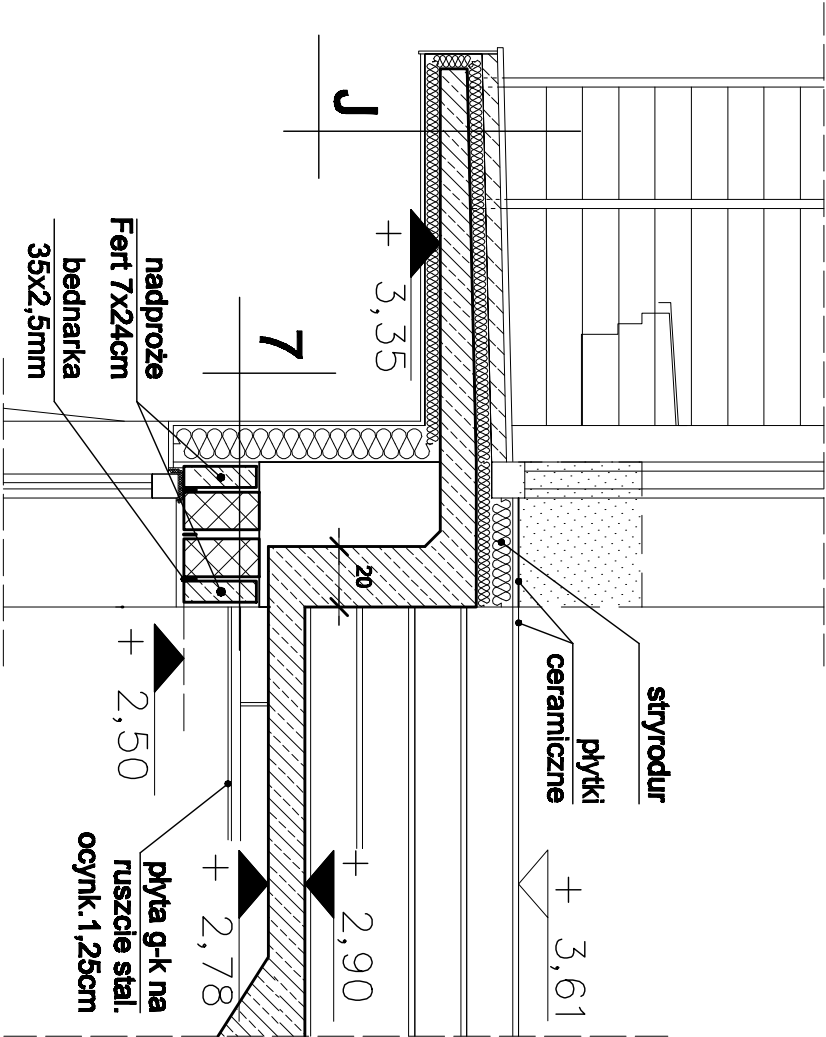 stryrodur
płytki
ceramiczne
+ 3,61
J
+ 3,35
20
+ 2,90
7
+ 2,78
płyta g-k na
ruszcie stal.
ocynk.1,25cm
nadproże
Fert 7x24cm
+ 2,50
bednarka
35x2,5mm